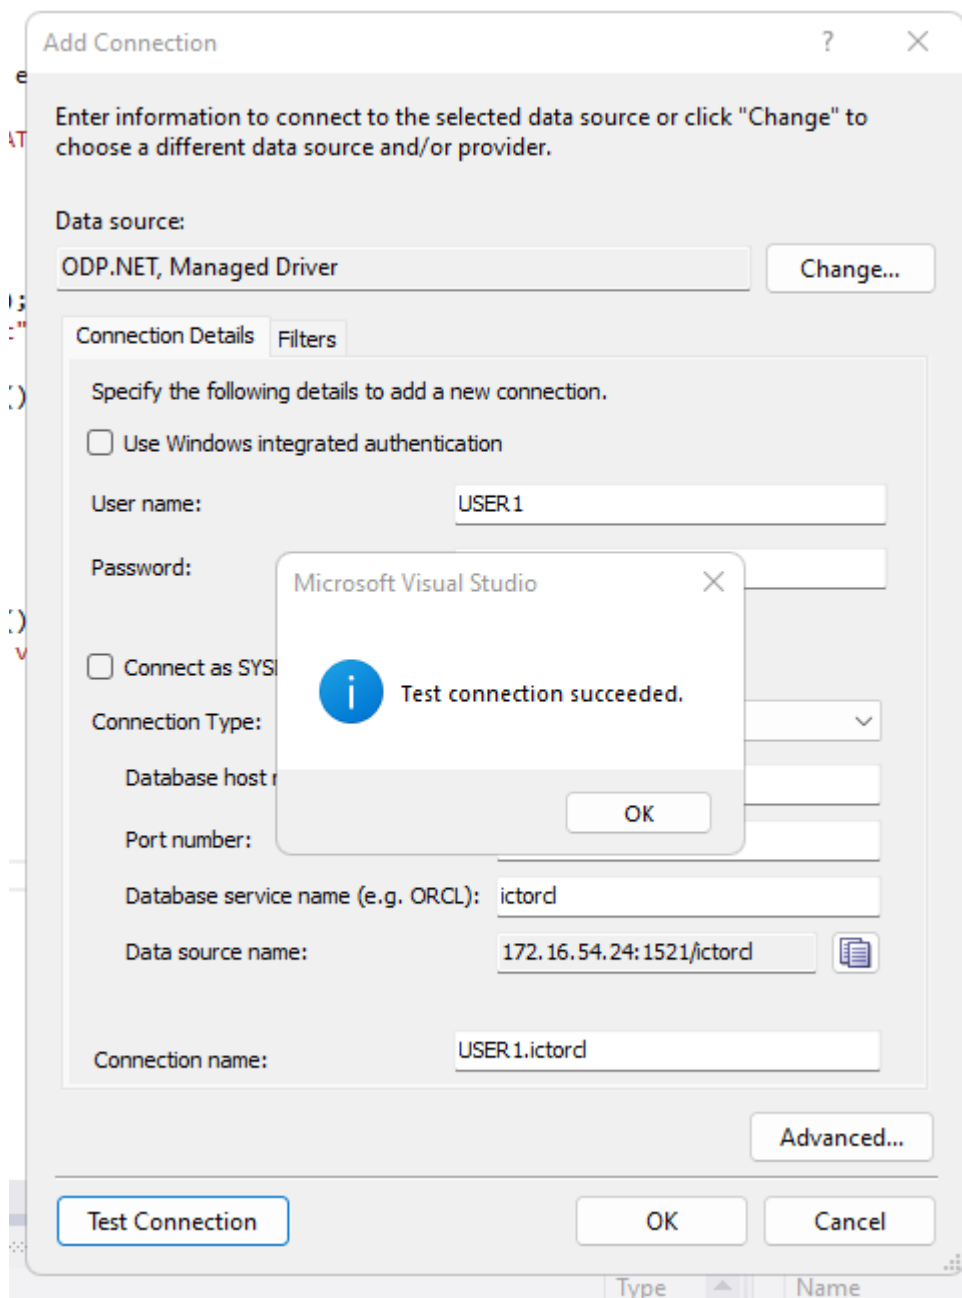 Add Connection
?
e
Enter information to connect to the selected data source or click "Change" to
choose a different data source and/or provider.
AT
Data source:
ODP.NET, Managed Driver
Change...
);
="
Connection Details
Filters
()
Specify the following details to add a new connection.
Use Windows integrated authentication
User name:
USER1
Password:
Microsoft Visual Studio
()
v
Connect as SYS
Test connection succeeded.
Connection Type:
Database host
OK
Port number:
Database service name (e.g. ORCL):
ictorcl
Data source name:
172.16.54.24:1521/ictorcl
Connection name:
USER1.ictorcl
Advanced...
Test Connection
OK
Cancel
Type
Name